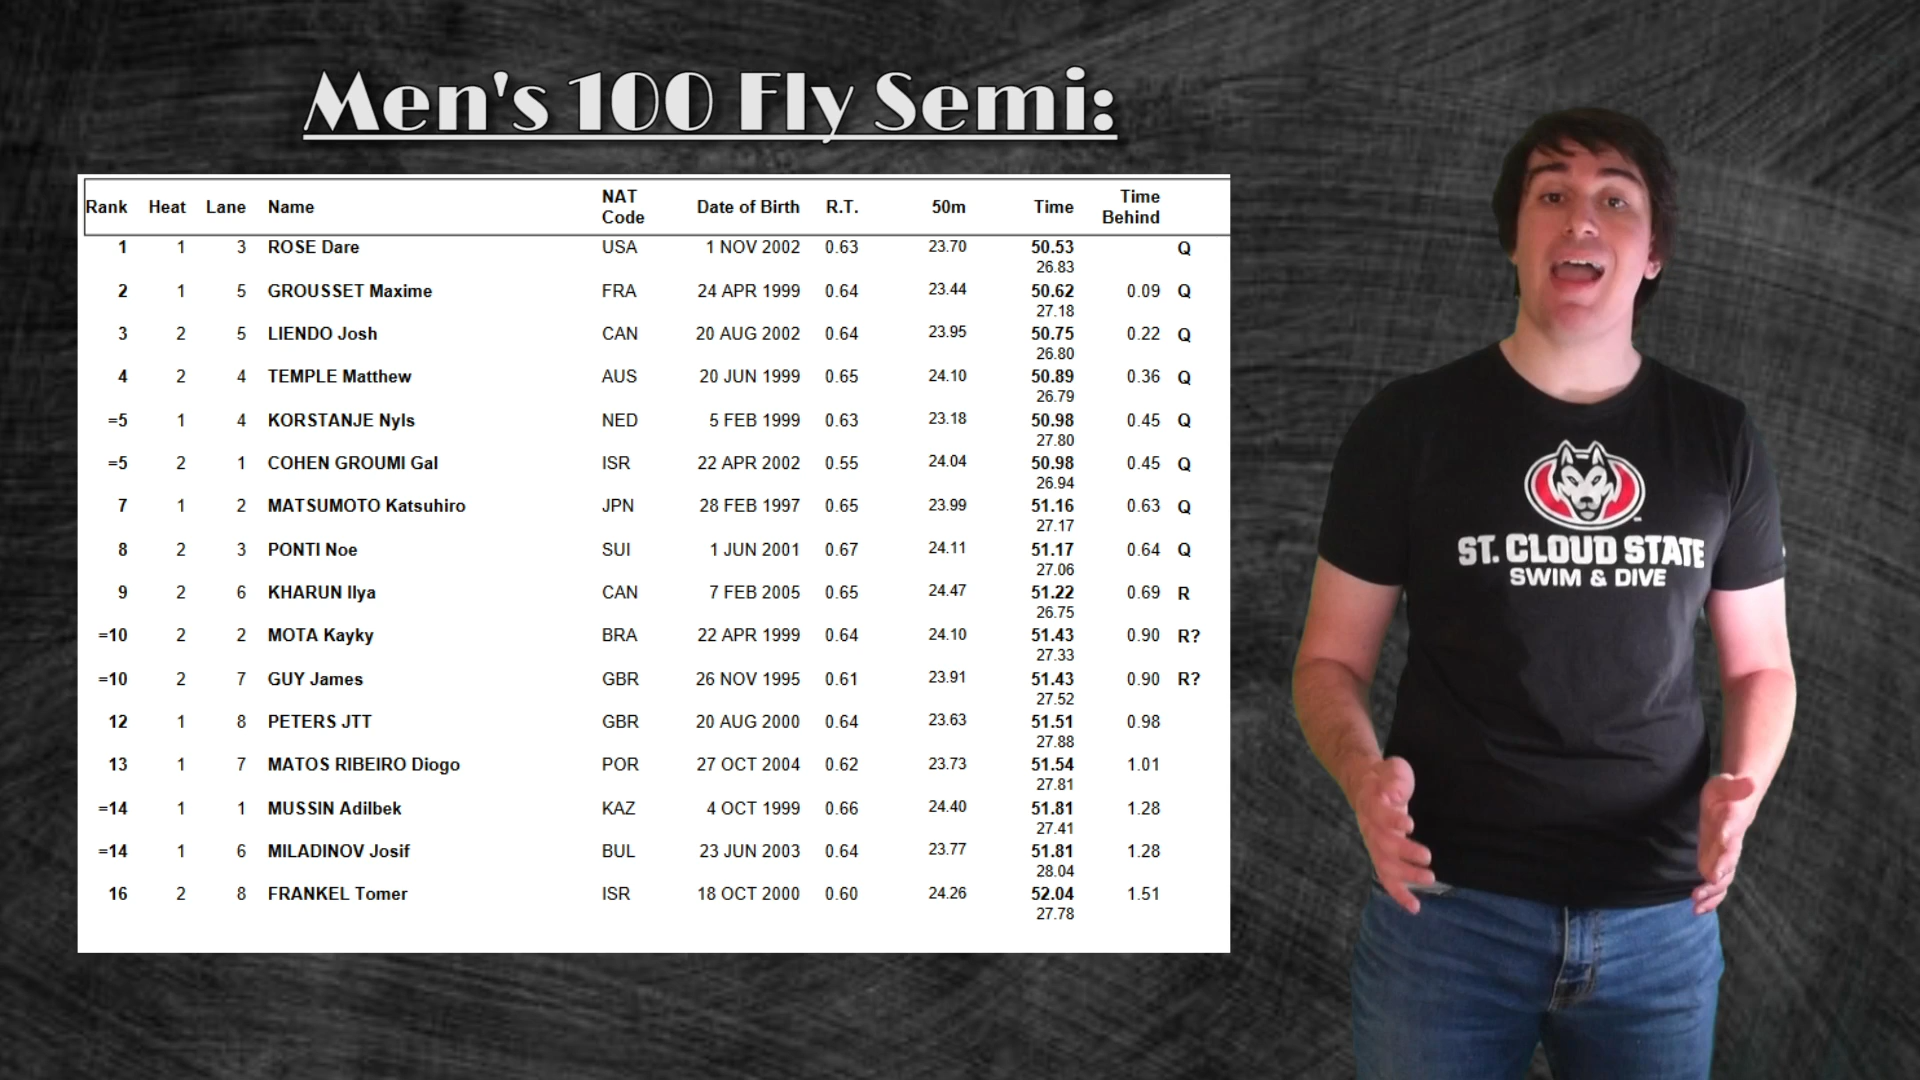 Men's 100 Fly Semi:
Rank Heat Lane Name NAT Code Date of Birth R.T. 50m Time Time Behind
1 1 3 ROSE Dare USA 1 NOV 2002 0.63 23.70 50.53 Q
26.83
2 1 5 GROUSSET Maxime FRA 24 APR 1999 0.64 23.44 50.62 0.09 Q
27.18
3 2 5 LIENDO Josh CAN 20 AUG 2002 0.64 23.95 50.75 0.22 Q
26.80
4 2 4 TEMPLE Matthew AUS 20 JUN 1999 0.65 24.10 50.89 0.36 Q
26.79
=5 1 4 KORSTANJE Nyls NED 5 FEB 1999 0.63 23.18 50.98 0.45 Q
27.80
=5 2 1 COHEN GROUMI Gal ISR 22 APR 2002 0.55 24.04 50.98 0.45 Q
26.94
7 1 2 MATSUMOTO Katsuhiro JPN 28 FEB 1997 0.65 23.99 51.16 0.63 Q
27.17
8 2 3 PONTI Noe SUI 1 JUN 2001 0.67 24.11 51.17 0.64 Q
27.06
9 2 6 KHARUN Ilya CAN 7 FEB 2005 0.65 24.47 51.22 0.69 R
26.75
=10 2 2 MOTA Kayky BRA 22 APR 1999 0.64 24.10 51.43 0.90 R?
27.33
=10 2 7 GUY James GBR 26 NOV 1995 0.61 23.91 51.43 0.90 R?
27.52
12 1 8 PETERS JTT GBR 20 AUG 2000 0.64 23.63 51.51 0.98
27.88
13 1 7 MATOS RIBEIRO Diogo POR 27 OCT 2004 0.62 23.73 51.54 1.01
27.81
=14 1 1 MUSSIN Adilbek KAZ 4 OCT 1999 0.66 24.40 51.81 1.28
27.41
=14 1 6 MILADINOV Josif BUL 23 JUN 2003 0.64 23.77 51.81 1.28
28.04
16 2 8 FRANKEL Tomer ISR 18 OCT 2000 0.60 24.26 52.04 1.51
27.78
ST. CLOUD STATE
SWIM & DIVE